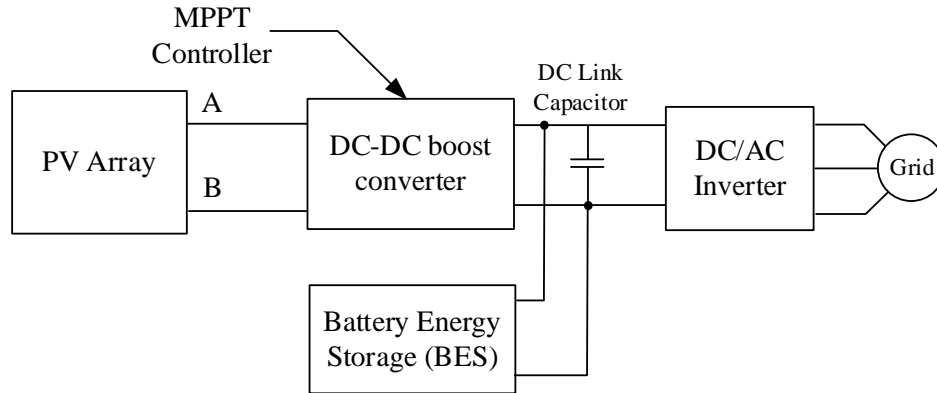 MPPT
Controller
A
B
PV Array
DC-DC boost
converter
DC Link
Capacitor
DC/AC
Inverter
Grid
Battery Energy
Storage (BES)